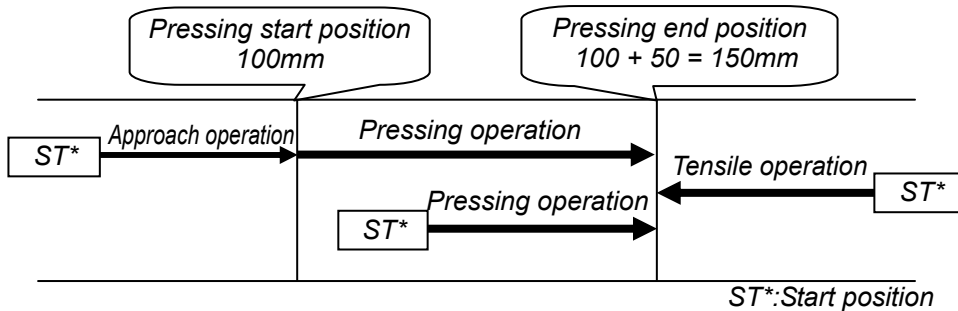 Pressing start position
100mm
Pressing end position
100 + 50 = 150mm
Approach operation
Pressing operation
ST*
Tensile operation
ST*
Pressing operation
ST*
ST*:Start position